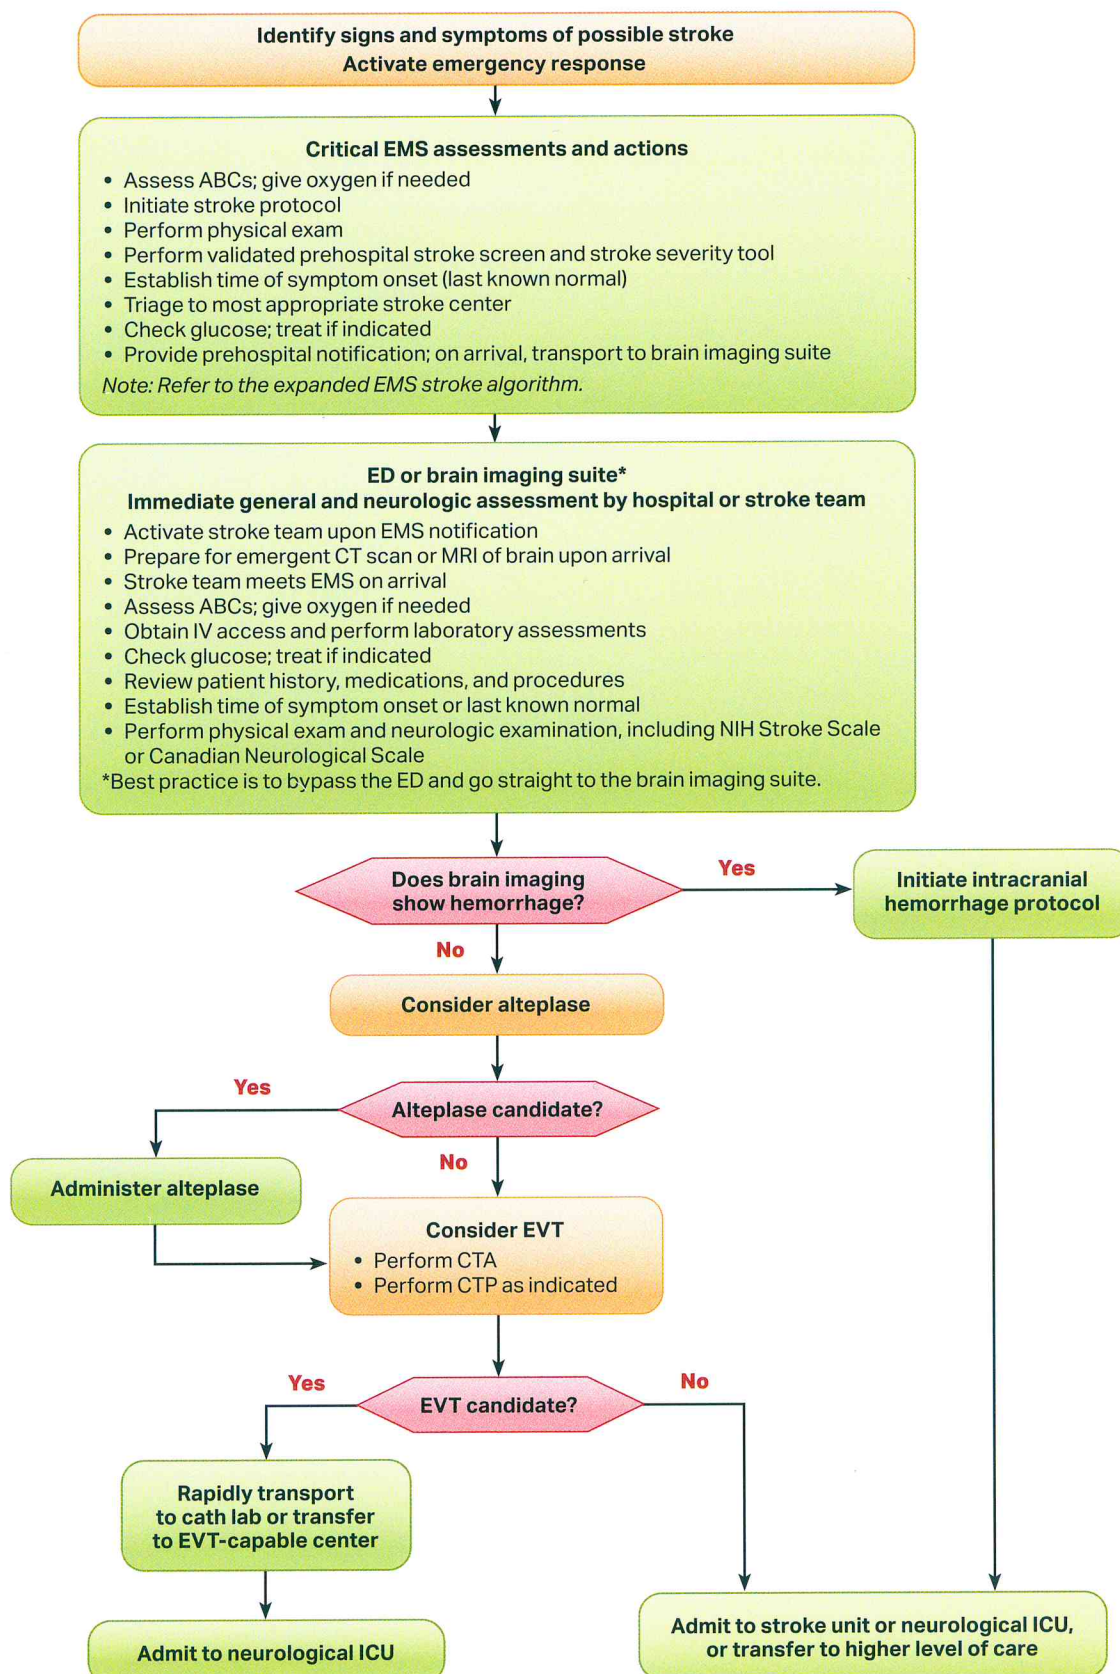 Identify signs and symptoms of possible stroke
Activate emergency response
Critical EMS assessments and actions
• Assess ABCs; give oxygen if needed
• Initiate stroke protocol
• Perform physical exam
• Perform validated prehospital stroke screen and stroke severity tool
• Establish time of symptom onset (last known normal)
• Triage to most appropriate stroke center
• Check glucose; treat if indicated
• Provide prehospital notification; on arrival, transport to brain imaging suite
Note: Refer to the expanded EMS stroke algorithm.
ED or brain imaging suite*
Immediate general and neurologic assessment by hospital or stroke team
• Activate stroke team upon EMS notification
• Prepare for emergent CT scan or MRI of brain upon arrival
• Stroke team meets EMS on arrival
• Assess ABCs; give oxygen if needed
• Obtain IV access and perform laboratory assessments
• Check glucose; treat if indicated
• Review patient history, medications, and procedures
• Establish time of symptom onset or last known normal
• Perform physical exam and neurologic examination, including NIH Stroke Scale
or Canadian Neurological Scale
*Best practice is to bypass the ED and go straight to the brain imaging suite.
Does brain imaging
show hemorrhage?
Yes
Initiate intracranial
hemorrhage protocol
No
Consider alteplase
Alteplase candidate?
Yes
Administer alteplase
No
Consider EVT
• Perform CTA
• Perform CTP as indicated
EVT candidate?
Yes
No
Rapidly transport
to cath lab or transfer
to EVT-capable center
Admit to neurological ICU
Admit to stroke unit or neurological ICU,
or transfer to higher level of care